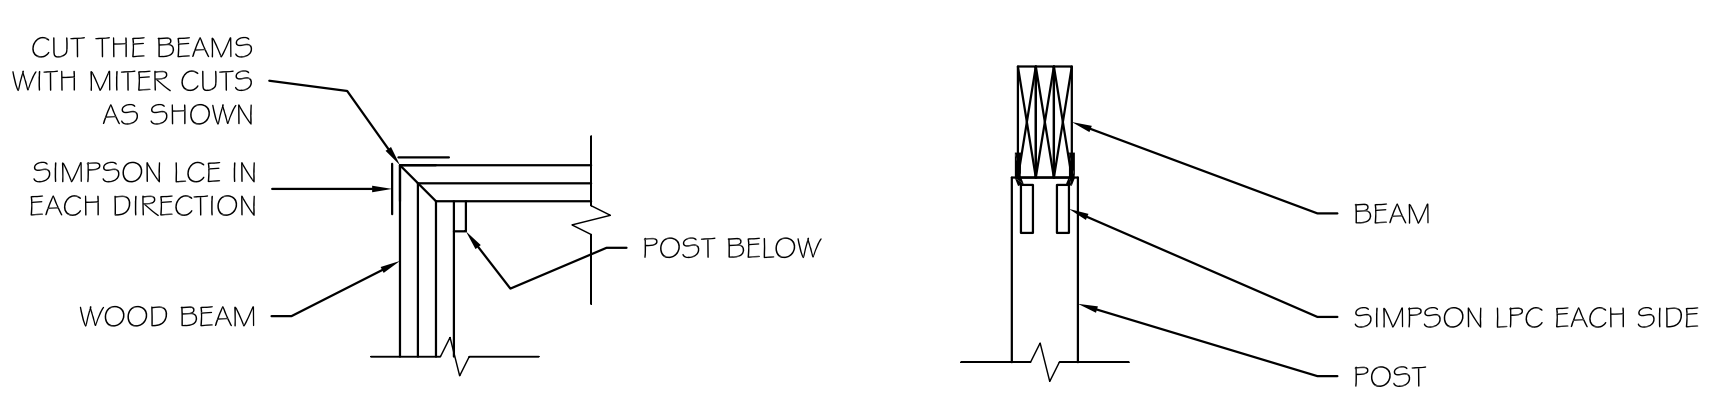 CUT THE BEAMS
WITH MITER CUTS
AS SHOWN
SIMPSON LCE IN
EACH DIRECTION
WOOD BEAM
POST BELOW
BEAM
SIMPSON LPC EACH SIDE
POST